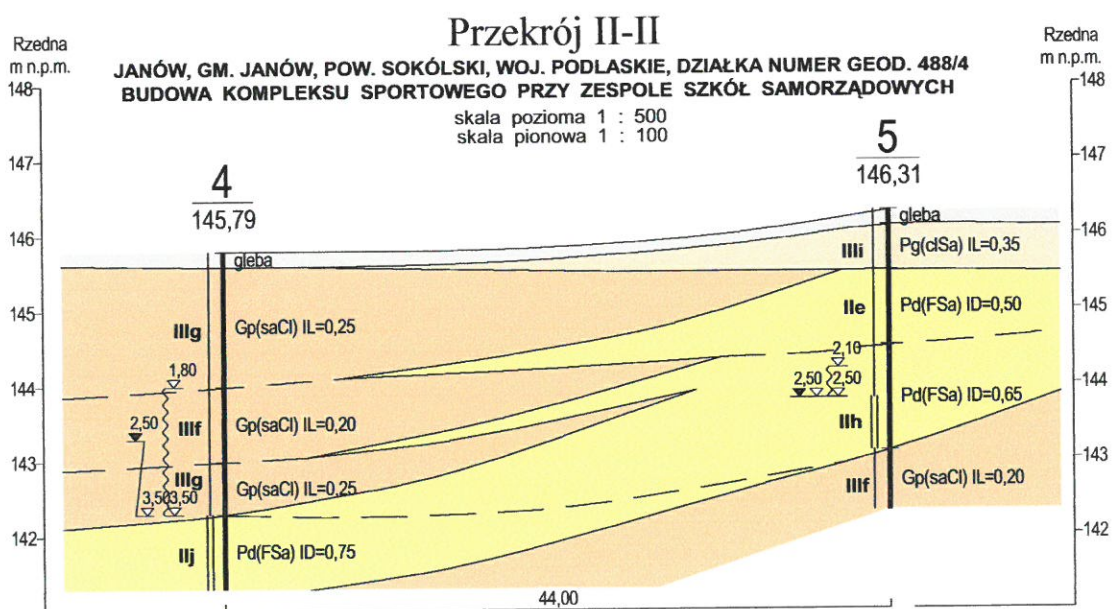 Przekrój II-II
Rzedna
m n.p.m.
JANÓW, GM. JANÓW, POW. SOKÓLSKI, WOJ. PODLASKIE, DZIAŁKA NUMER GEOD. 488/4
BUDOWA KOMPLEKSU SPORTOWEGO PRZY ZESPOLE SZKÓŁ SAMORZĄDOWYCH
skala pozioma 1 : 500
skala pionowa 1 : 100
Rzedna
m n.p.m.
148
147
146
145
144
143
142
4
145,79
gleba
IIIg Gp(saCl) IL=0,25
1,80
IIIf Gp(saCl) IL=0,20
2,50
IIIg Gp(saCl) IL=0,25
3,50 3,50
IIj Pd(FSa) ID=0,75
5
146,31
gleba
IIIi Pg(clSa) IL=0,35
IIe Pd(FSa) ID=0,50
2,10
2,50 2,50
Pd(FSa) ID=0,65
IIh
IIIf Gp(saCl) IL=0,20
148
147
146
145
144
143
142
44,00